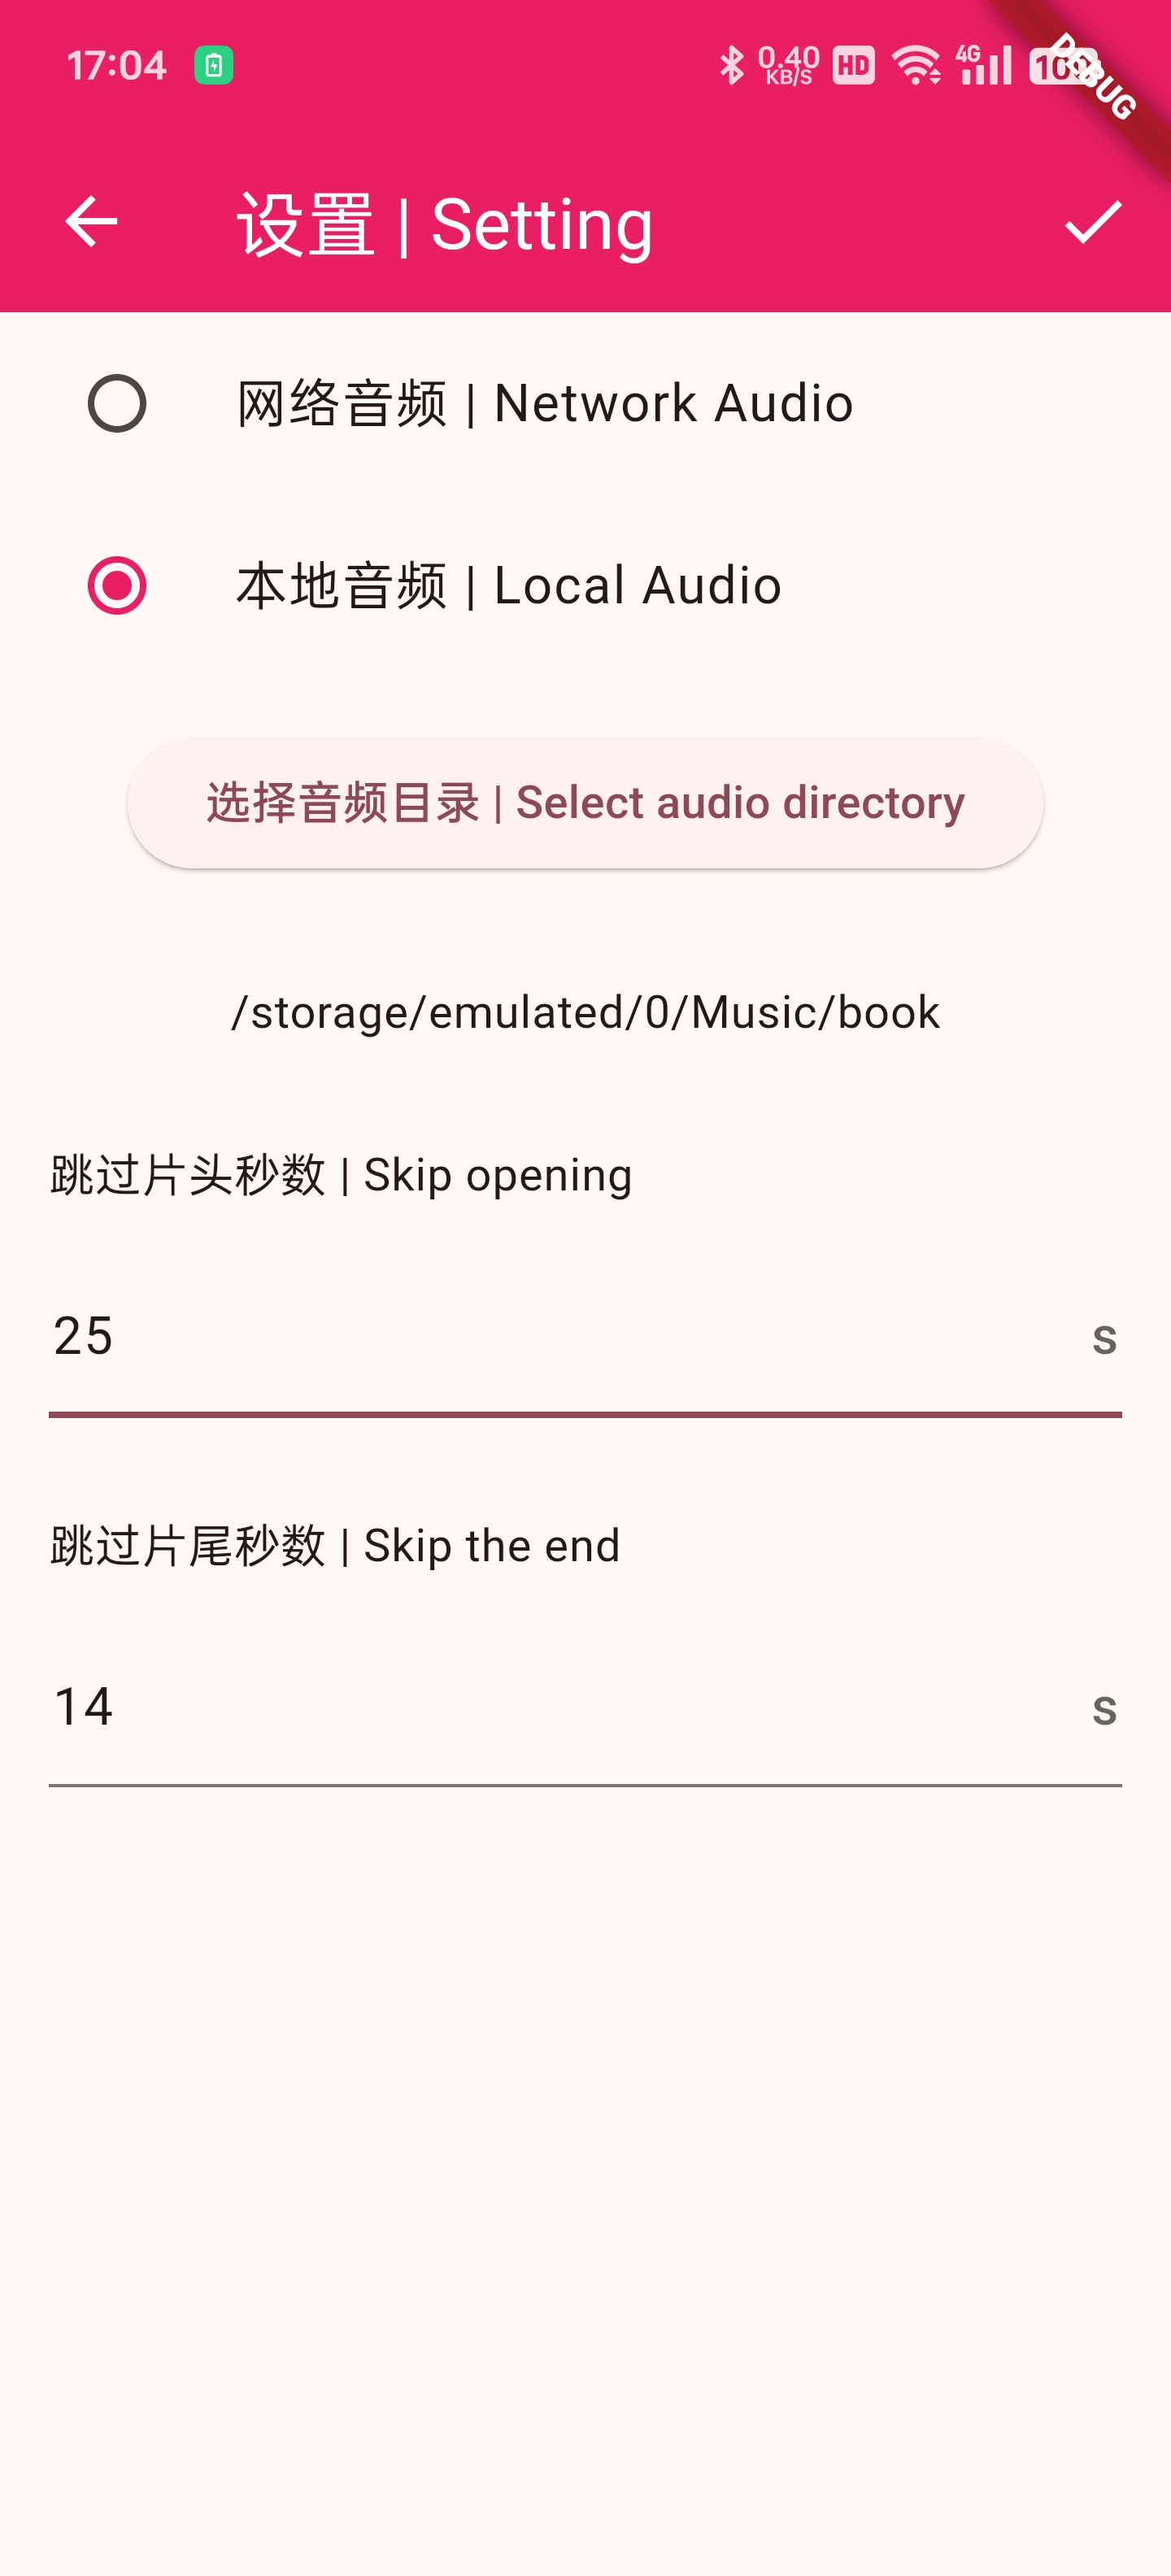 17:04
0.40
KB/S
HD
4G
DEBUG
设置 | Setting
网络音频 | Network Audio
本地音频 | Local Audio
选择音频目录 | Select audio directory
/storage/emulated/0/Music/book
跳过片头秒数 | Skip opening
25
s
跳过片尾秒数 | Skip the end
14
s